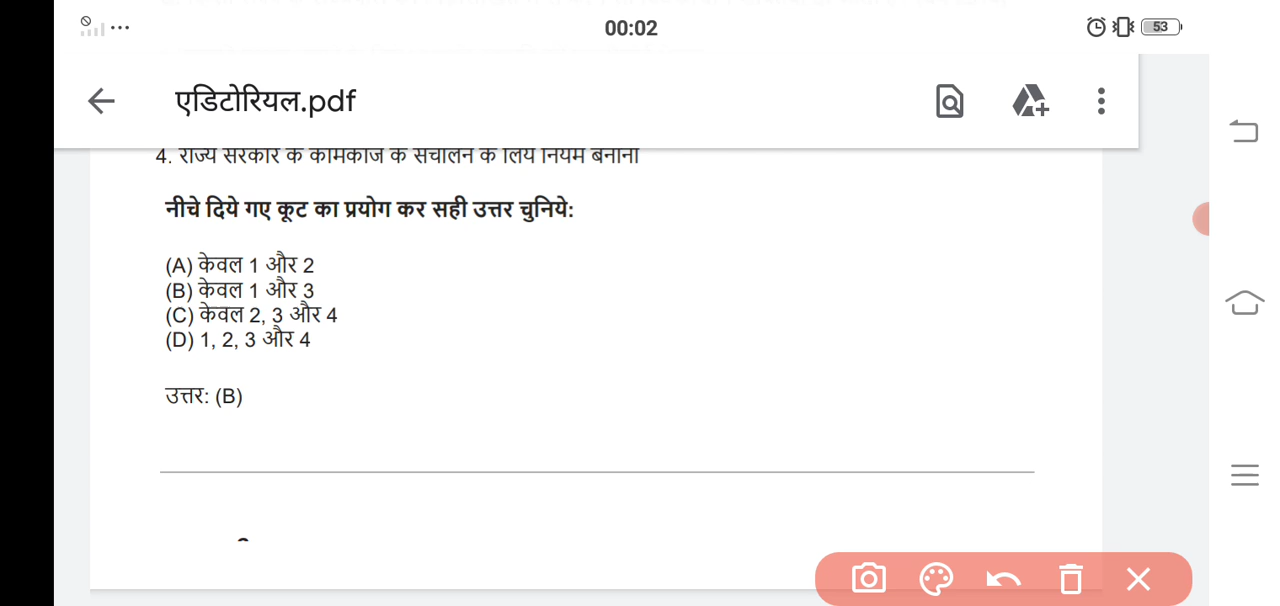 00:02
53
एडिटोरियल.pdf
4. राज्य सरकार के कामकाज के संचालन के लिये नियम बनाना
नीचे दिये गए कूट का प्रयोग कर सही उत्तर चुनिये:
(A) केवल 1 और 2
(B) केवल 1 और 3
(C) केवल 2, 3 और 4
(D) 1, 2, 3 और 4
उत्तर: (B)